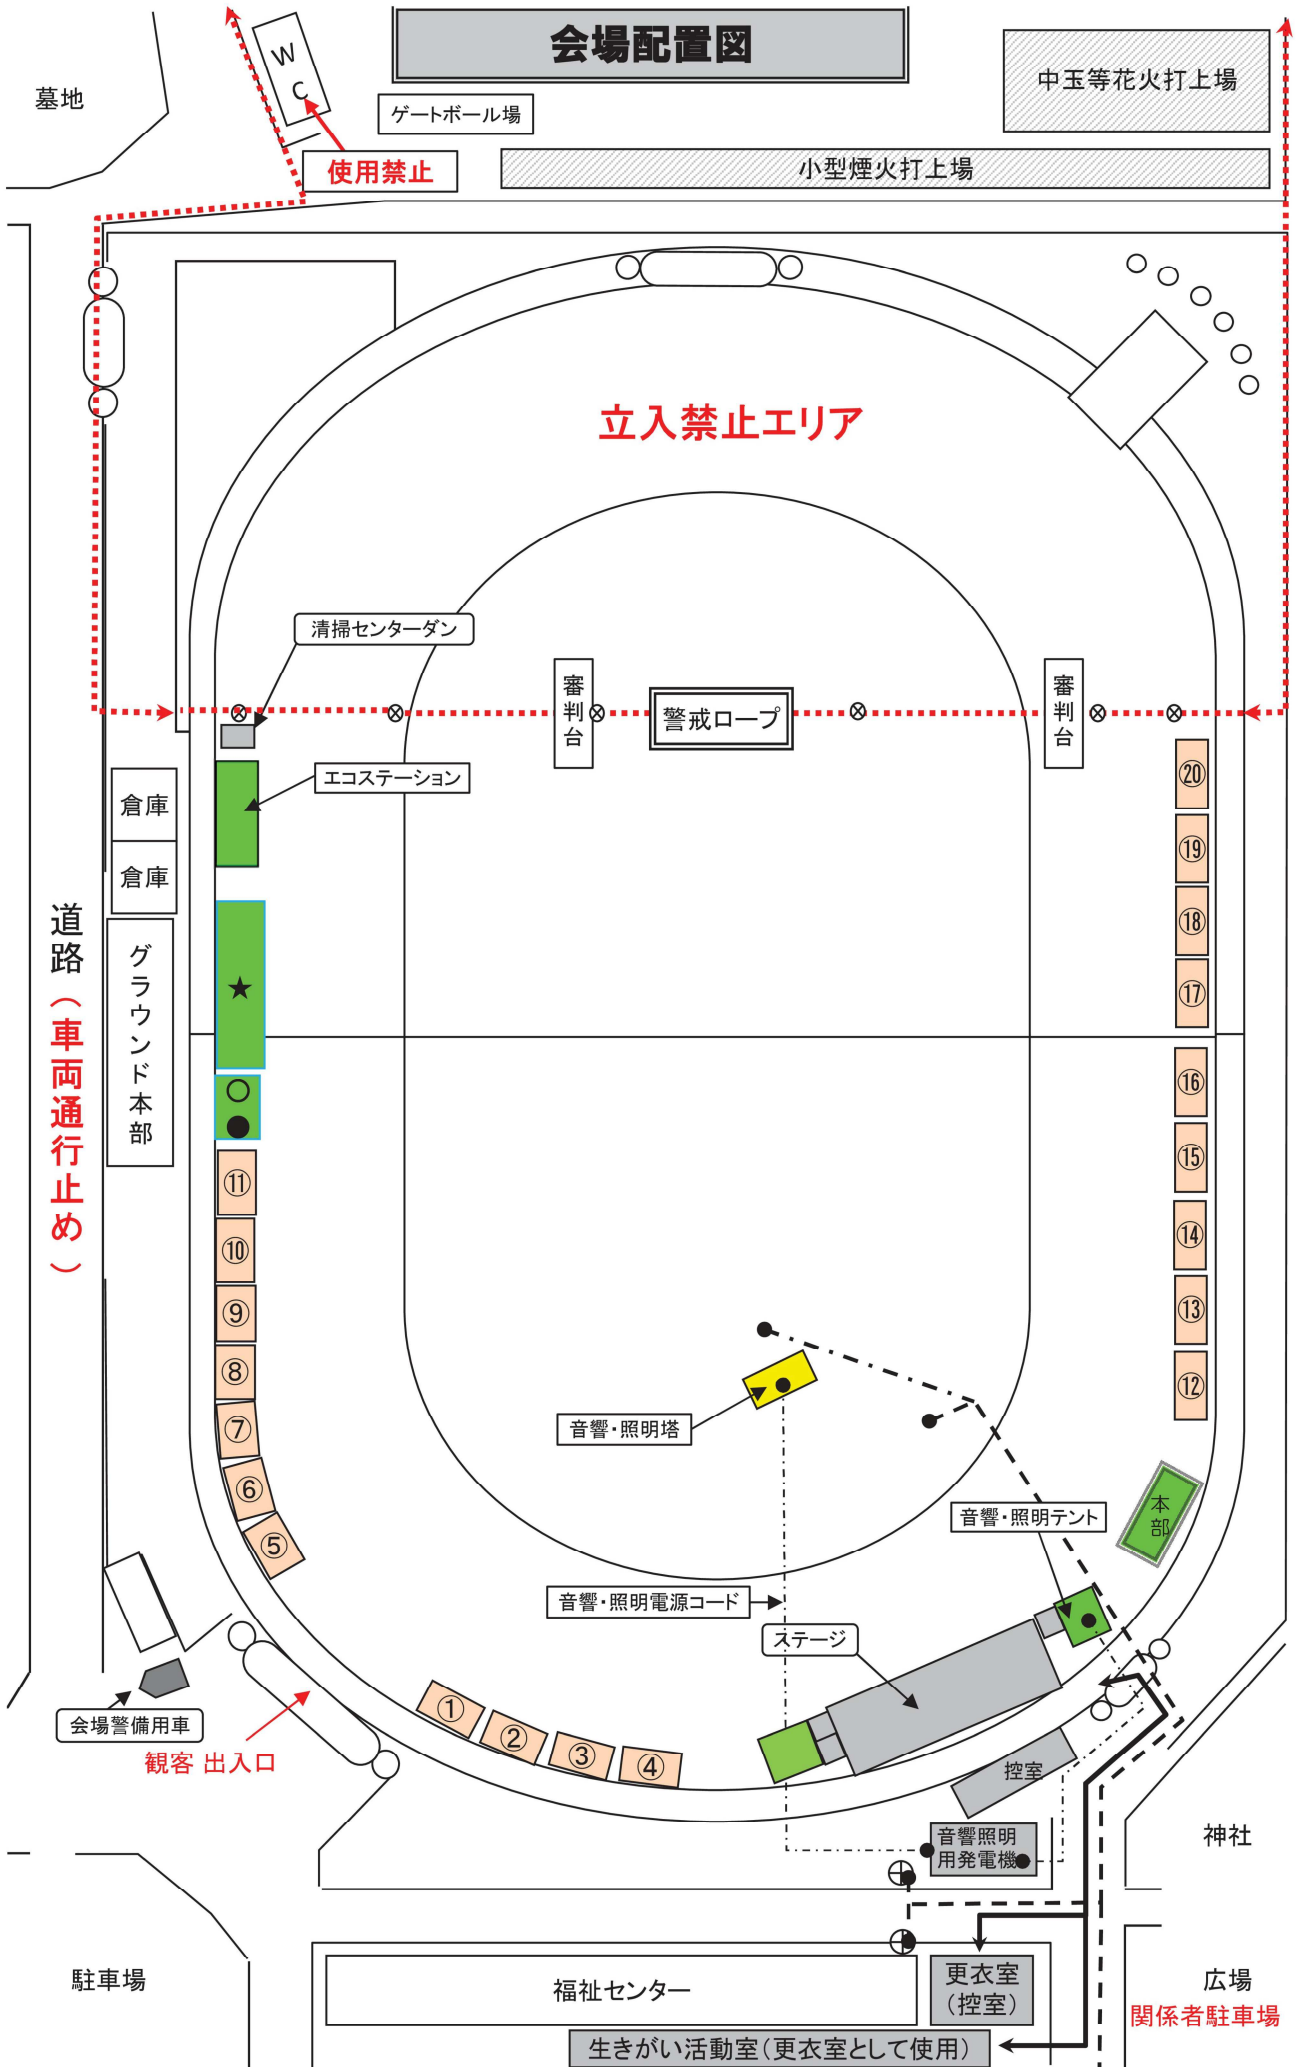 会場配置図
墓地
WC
ゲートボール場
中玉等花火打上場
使用禁止
小型煙火打上場
立入禁止エリア
清掃センターダン
審判台
警戒ロープ
審判台
エコステーション
倉庫
倉庫
道路(車両通行止め)
グラウンド本部
★
○
●
⑪
⑩
⑨
⑧
⑦
⑥
⑤
⑳
⑲
⑱
⑰
⑯
⑮
⑭
⑬
⑫
音響・照明塔
音響・照明テント
本部
音響・照明電源コード
ステージ
会場警備用車
観客 出入口
①
②
③
④
控室
音響照明
用発電機
神社
駐車場
福祉センター
更衣室
(控室)
広場
関係者駐車場
生きがい活動室(更衣室として使用)